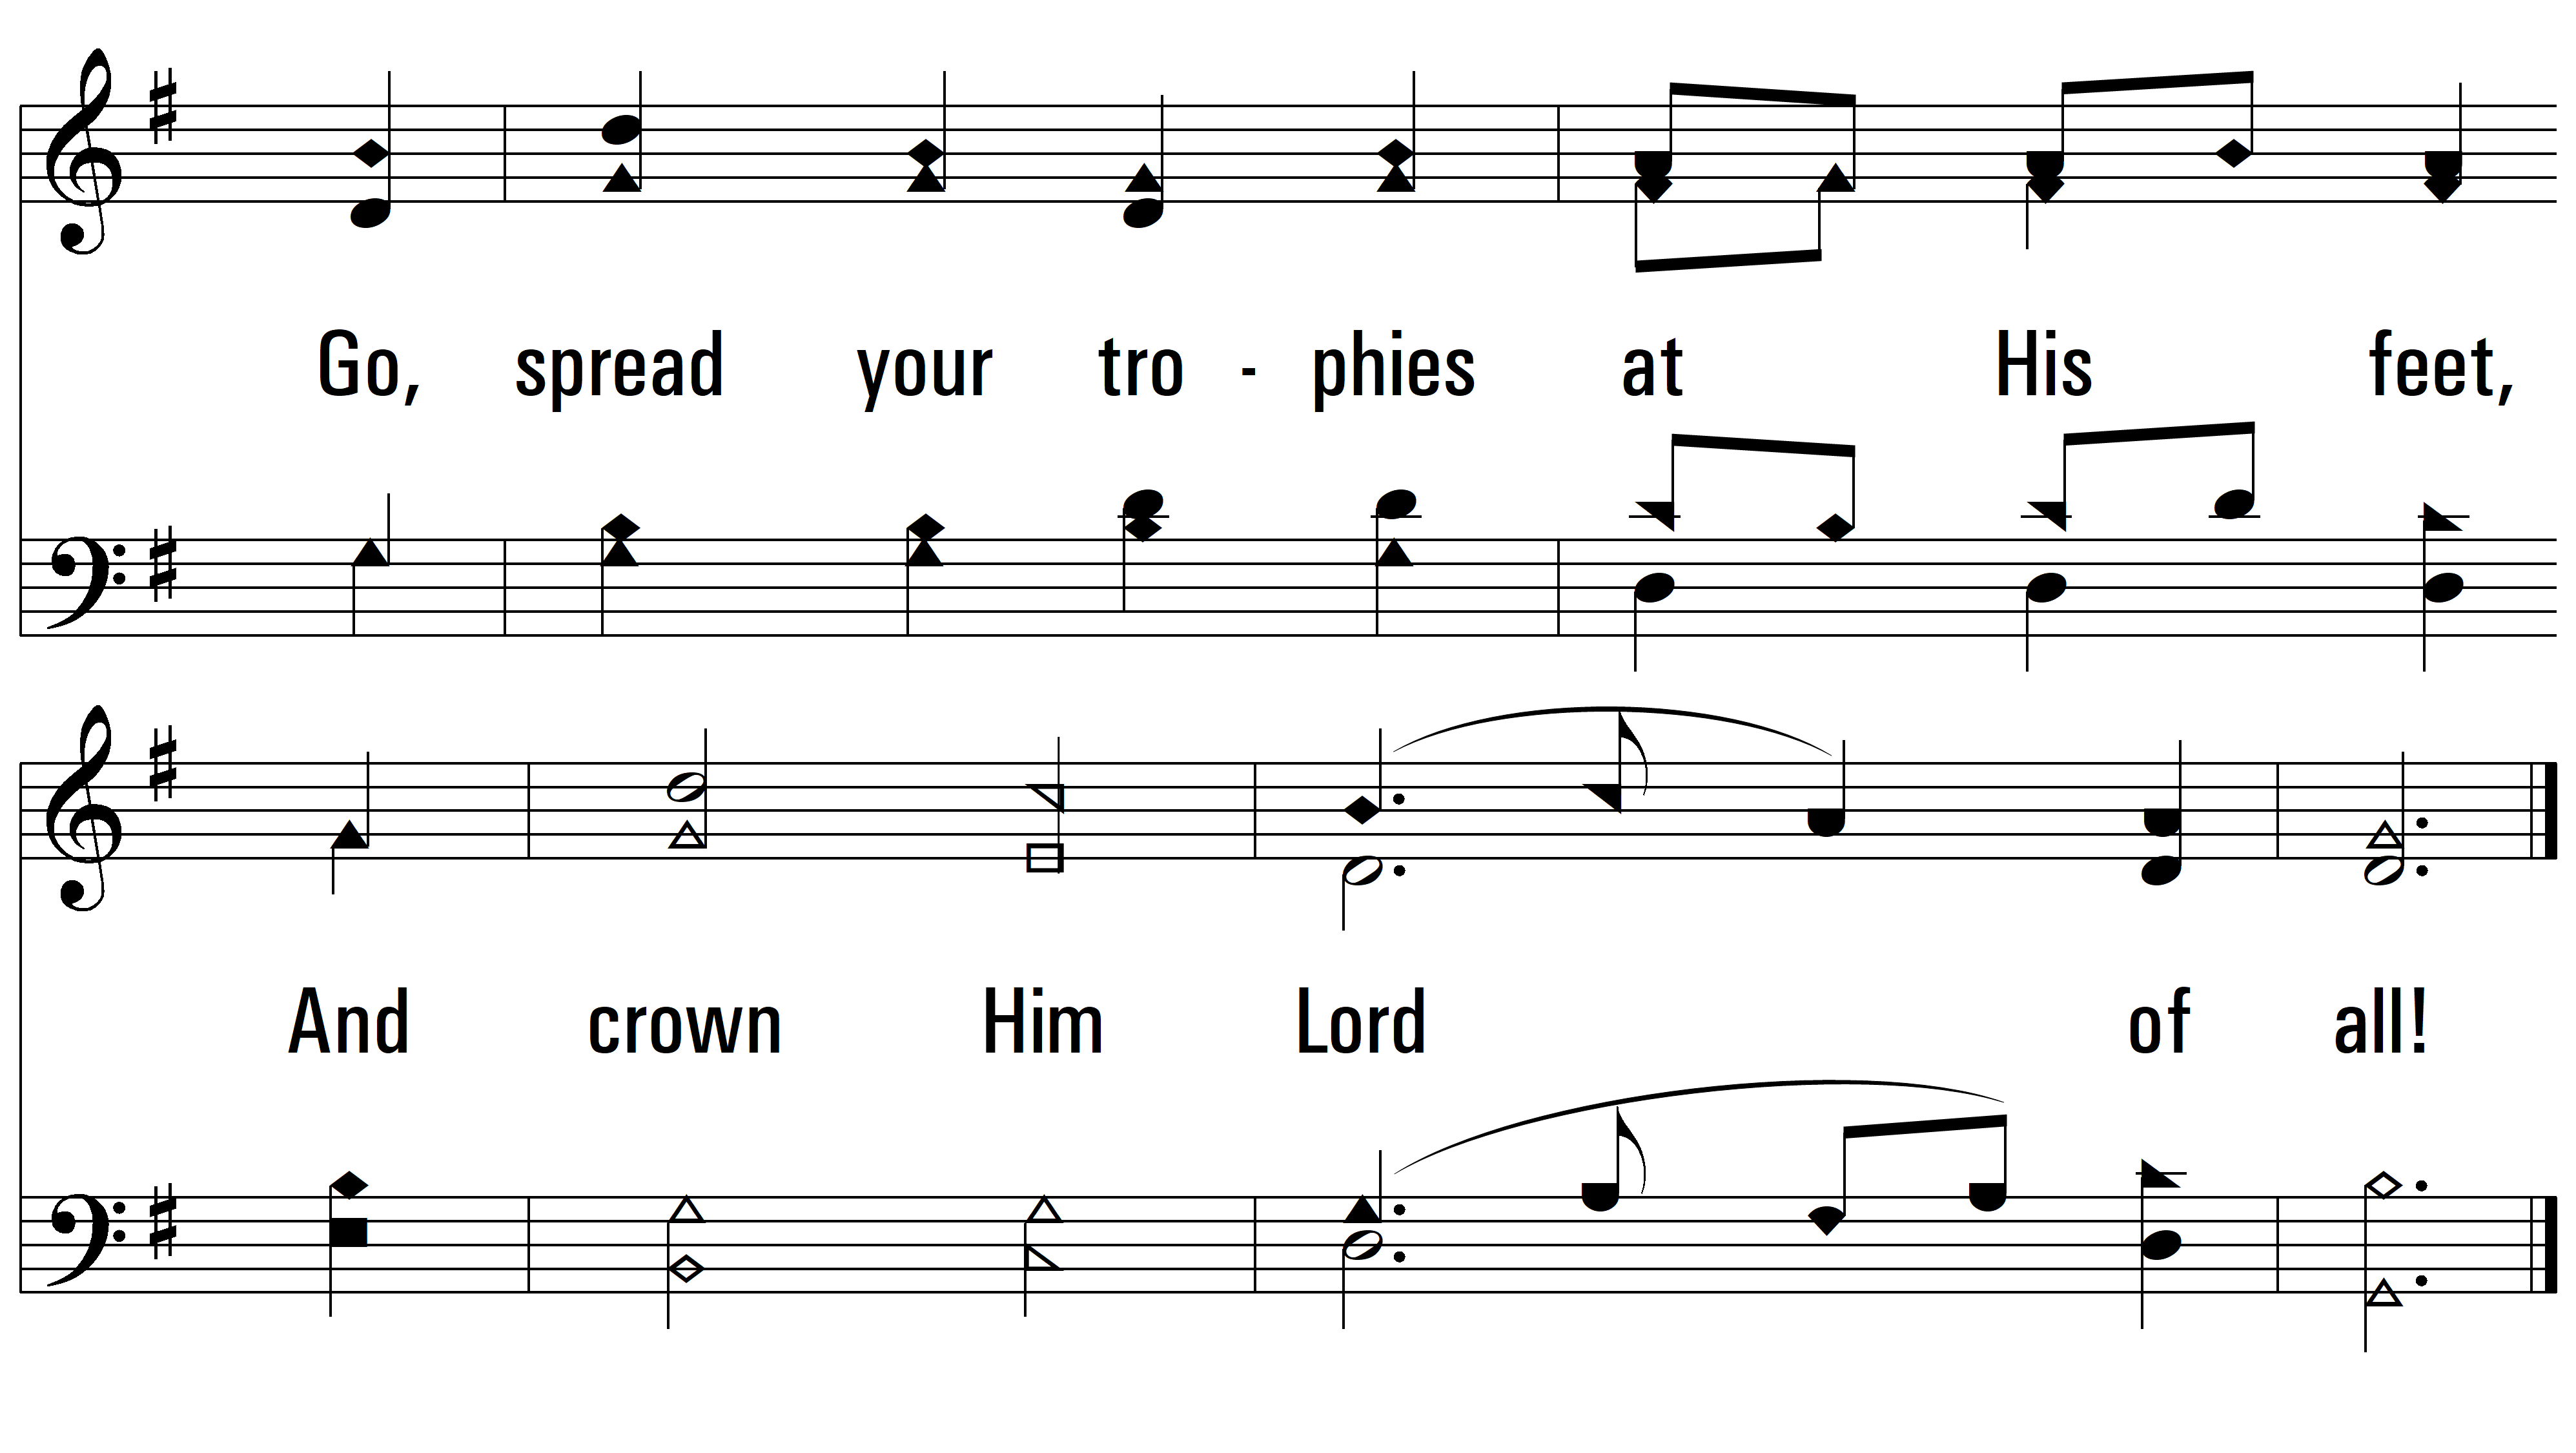 Go, spread your tro - phies at His feet,
And crown Him Lord of all!